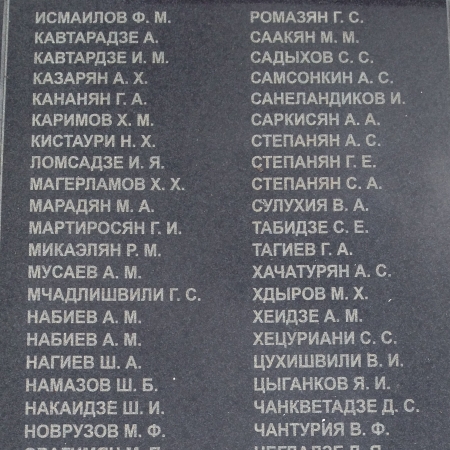 ИСМАИЛОВ Ф. М.
КАВТАРАДЗЕ А.
КАВТАРДЗЕ И. М.
КАЗАРЯН А. Х.
КАНАНЯН Г. А.
КАРИМОВ Х. М.
КИСТАУРИ Н. Х.
ЛОМСАДЗЕ И. Я.
МАГЕРЛАМОВ Х. Х.
МАРАДЯН М. А.
МАРТИРОСЯН Г. И.
МИКАЭЛЯН Р. М.
МУСАЕВ А. М.
МЧАДЛИШВИЛИ Г. С.
НАБИЕВ А. М.
НАБИЕВ А. М.
НАГИЕВ Ш. А.
НАМАЗОВ Ш. Б.
НАКАИДЗЕ Ш. И.
НОВРУЗОВ М. Ф.
РОМАЗЯН Г. С.
СААКЯН М. М.
САДЫХОВ С. С.
САМСОНКИН А. С.
САНЕЛАНДИКОВ И.
САРКИСЯН А. А.
СТЕПАНЯН А. С.
СТЕПАНЯН Г. Е.
СТЕПАНЯН С. А.
СУЛУХИЯ В. А.
ТАБИДЗЕ С. Е.
ТАГИЕВ Г. А.
ХАЧАТУРЯН А. С.
ХДЫРОВ М. Х.
ХЕИДЗЕ А. М.
ХЕЦУРИАНИ С. С.
ЦУХИШВИЛИ В. И.
ЦЫГАНКОВ Я. И.
ЧАНКВЕТАДЗЕ Д. С.
ЧАНТУРИЯ В. Ф.